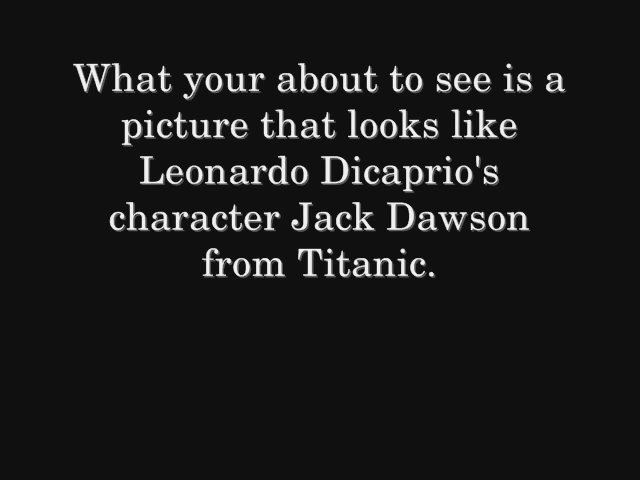 What your about to see is a
picture that looks like
Leonardo Dicaprio's
character Jack Dawson
from Titanic.